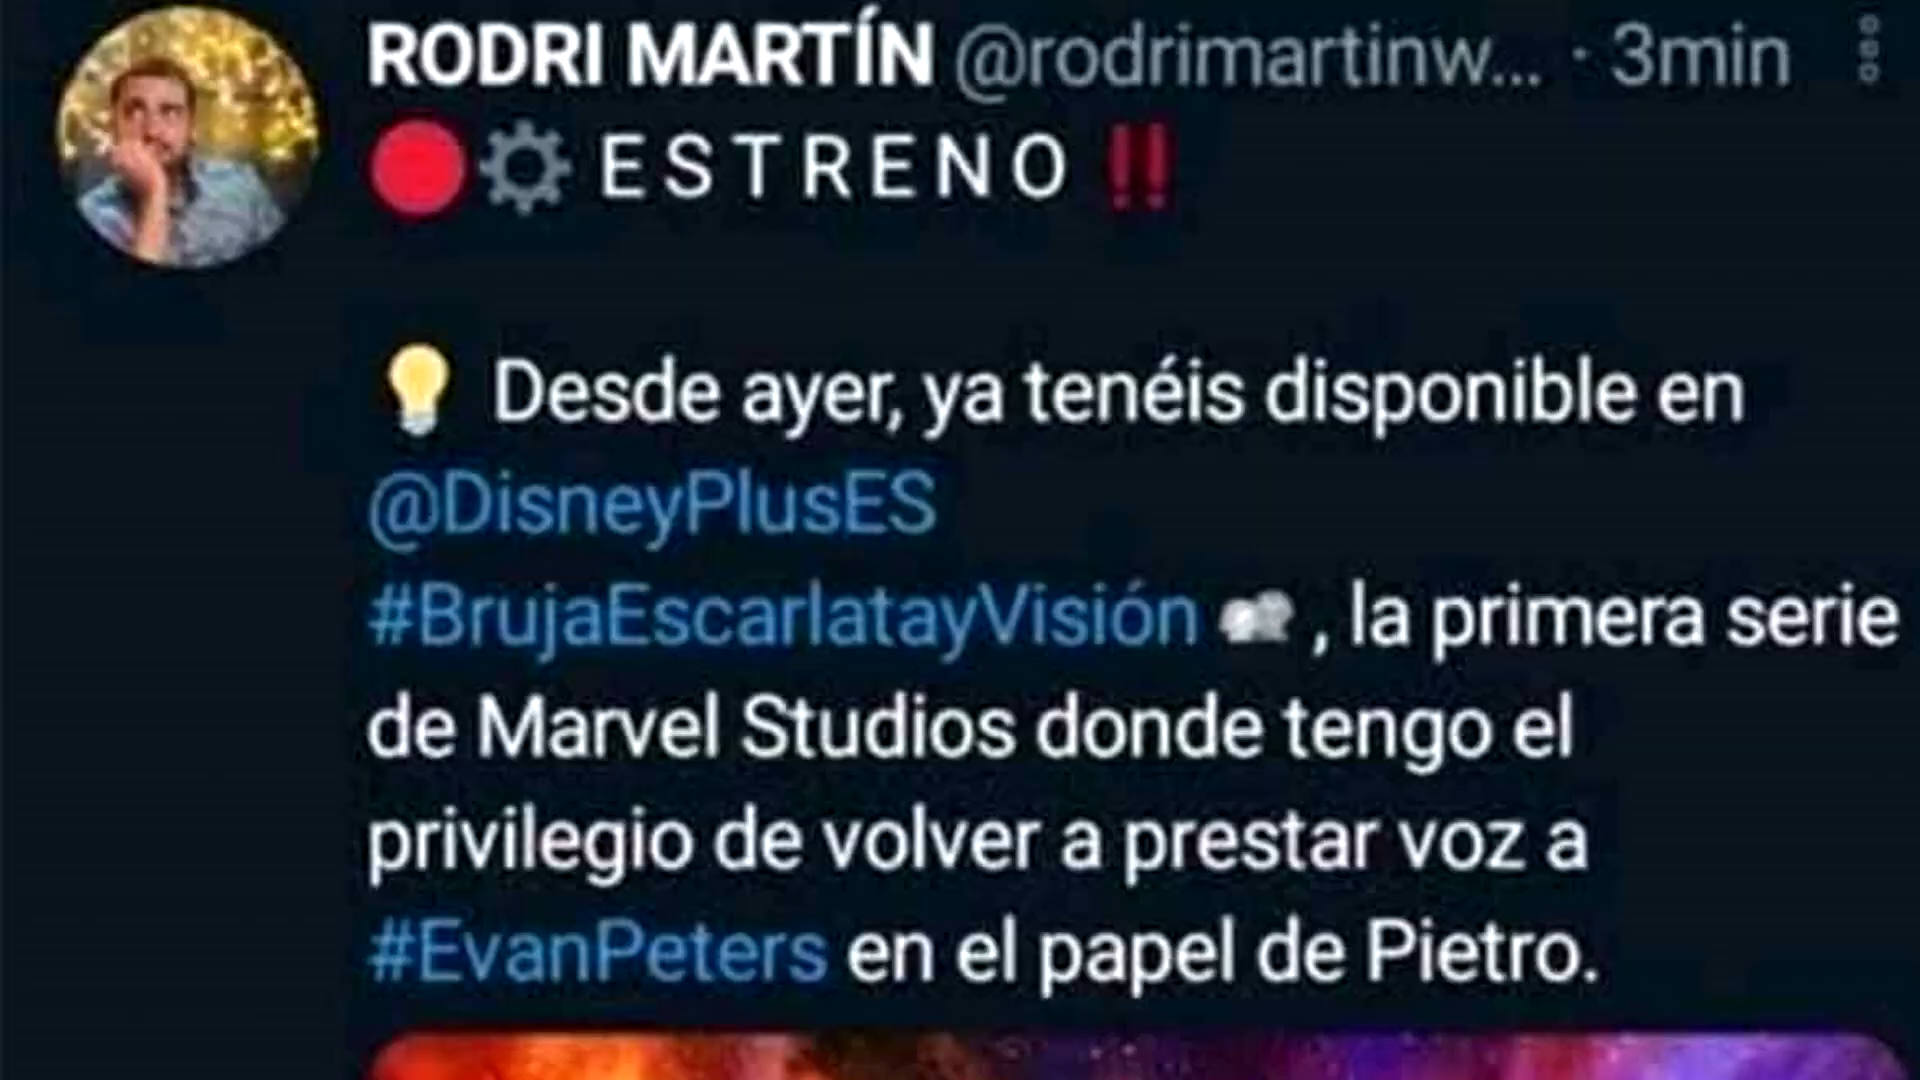 RODRI MARTÍN @rodrimartinw... · 3min
🔴⚙ E S T R E N O ‼
💡 Desde ayer, ya tenéis disponible en
@DisneyPlusES
#BrujaEscarlatayVisión , la primera serie
de Marvel Studios donde tengo el
privilegio de volver a prestar voz a
#EvanPeters en el papel de Pietro.